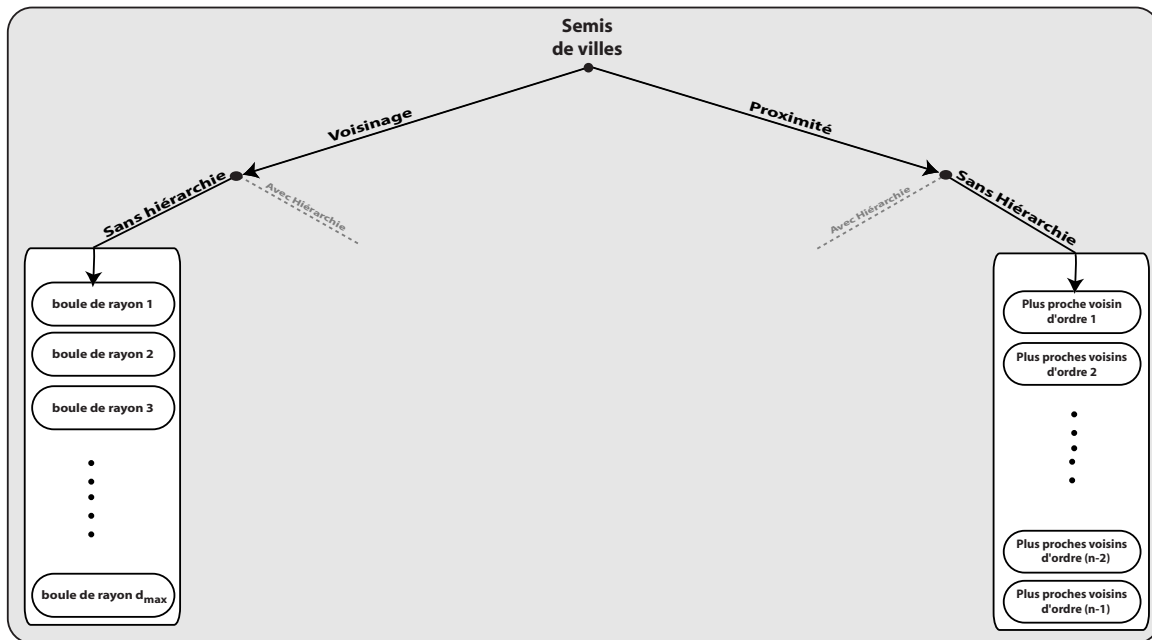 Semis
de villes
Voisinage
Proximité
Sans hiérarchie
Avec Hiérarchie
Avec Hiérarchie
Sans Hiérarchie
boule de rayon 1
boule de rayon 2
boule de rayon 3
boule de rayon dmax
Plus proche voisin
d'ordre 1
Plus proches voisins
d'ordre 2
Plus proches voisins
d'ordre (n-2)
Plus proches voisins
d'ordre (n-1)